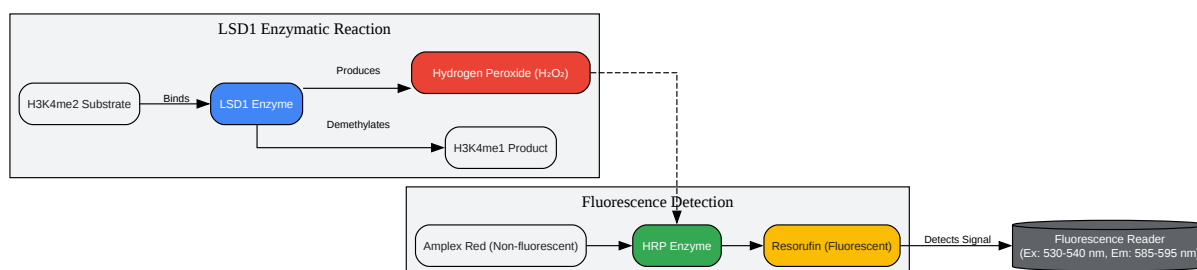 LSD1 Enzymatic Reaction
Produces
Hydrogen Peroxide (H₂O₂)
H3K4me2 Substrate
Binds
LSD1 Enzyme
Demethylates
H3K4me1 Product
Fluorescence Detection
Amplex Red (Non-fluorescent)
HRP Enzyme
Resorufin (Fluorescent)
Detects Signal
Fluorescence Reader
(Ex: 530-540 nm, Em: 585-595 nm)